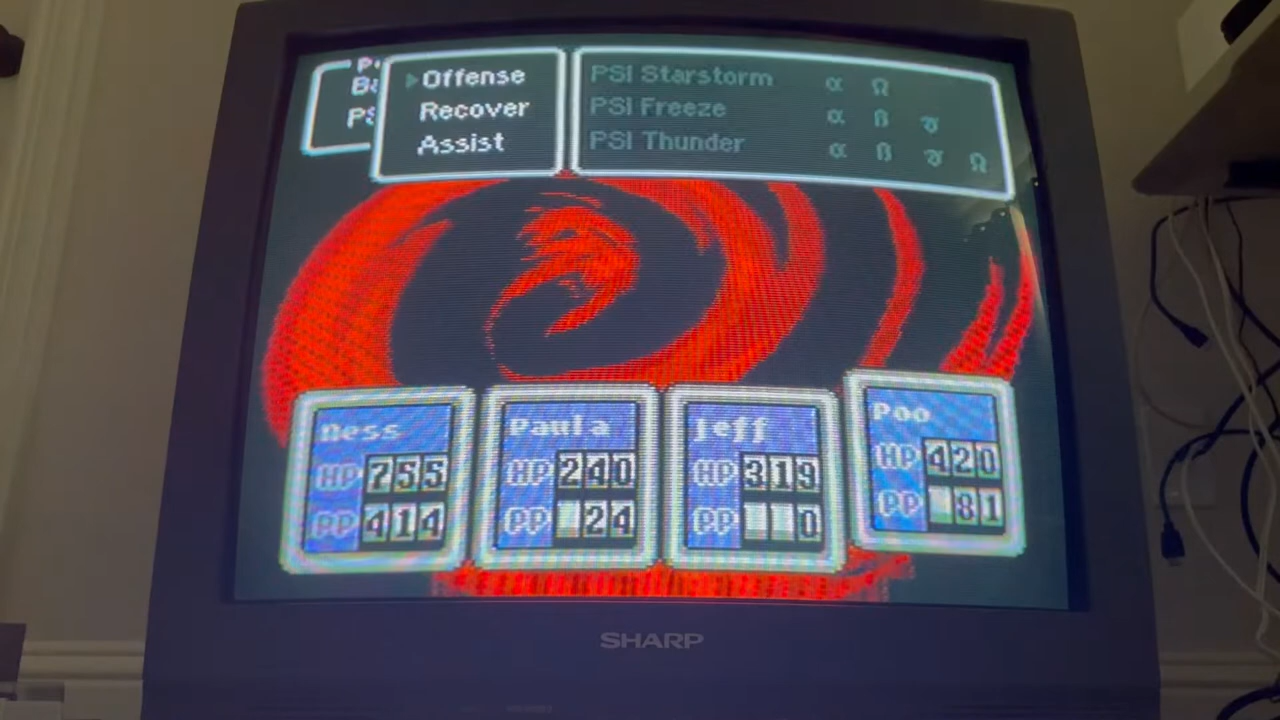 Offense
Recover
Assist
PSI Starstorm α Ω
PSI Freeze α β γ
PSI Thunder α β γ Ω
Ness
HP 755
PP 414
Paula
HP 240
PP 24
Jeff
HP 319
PP 0
Poo
HP 420
PP 81
SHARP